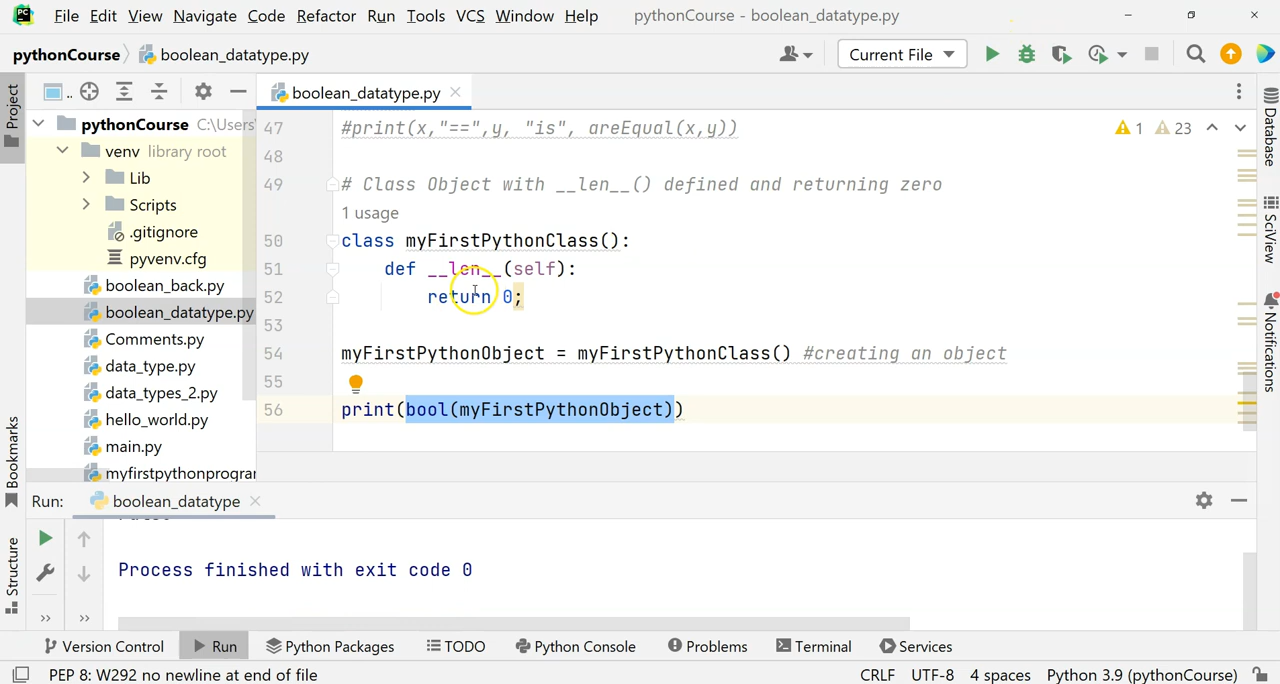 PC File Edit View Navigate Code Refactor Run Tools VCS Window Help pythonCourse - boolean_datatype.py
pythonCourse boolean_datatype.py Current File
Project .. boolean_datatype.py
pythonCourse C:\Users
venv library root
Lib
Scripts
.gitignore
pyvenv.cfg
boolean_back.py
boolean_datatype.py
Comments.py
data_type.py
data_types_2.py
hello_world.py
main.py
myfirstpythonprogram
47 #print(x,"==",y, "is", areEqual(x,y))
1 23
48
49 # Class Object with __len__() defined and returning zero
1 usage
50 class myFirstPythonClass():
51 def __len__(self):
52 return 0;
53
54 myFirstPythonObject = myFirstPythonClass() #creating an object
55
56 print(bool(myFirstPythonObject))
Database
SciView
Notifications
Bookmarks
Structure
Run: boolean_datatype
Process finished with exit code 0
>> >>
Version Control Run Python Packages TODO Python Console Problems Terminal Services
PEP 8: W292 no newline at end of file CRLF UTF-8 4 spaces Python 3.9 (pythonCourse)